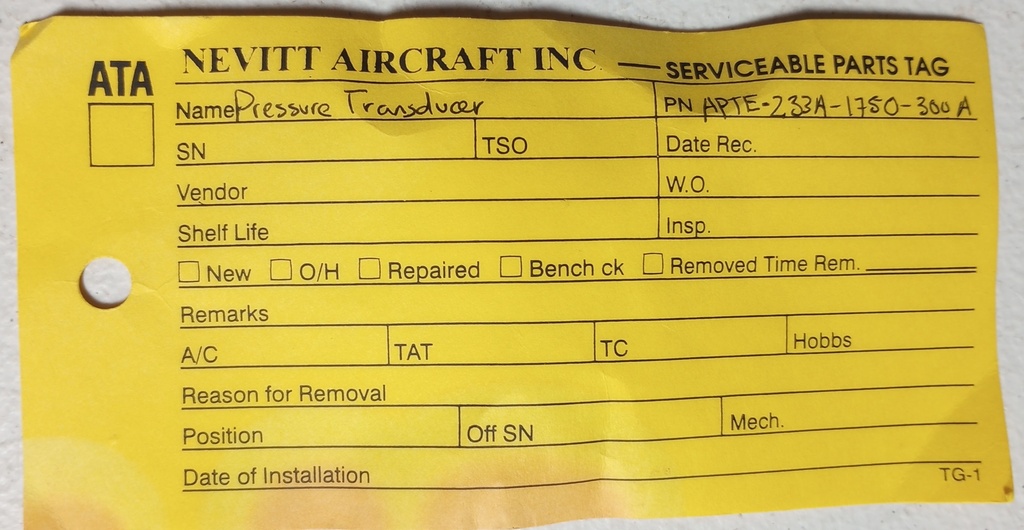 NEVITT AIRCRAFT INC. — SERVICEABLE PARTS TAG
ATA
Name Pressure Transducer PN APTE-233A-1750-300A
SN TSO Date Rec.
Vendor W.O.
Shelf Life Insp.
New O/H Repaired Bench ck Removed Time Rem.
Remarks
A/C TAT TC Hobbs
Reason for Removal
Position Off SN Mech.
Date of Installation TG-1